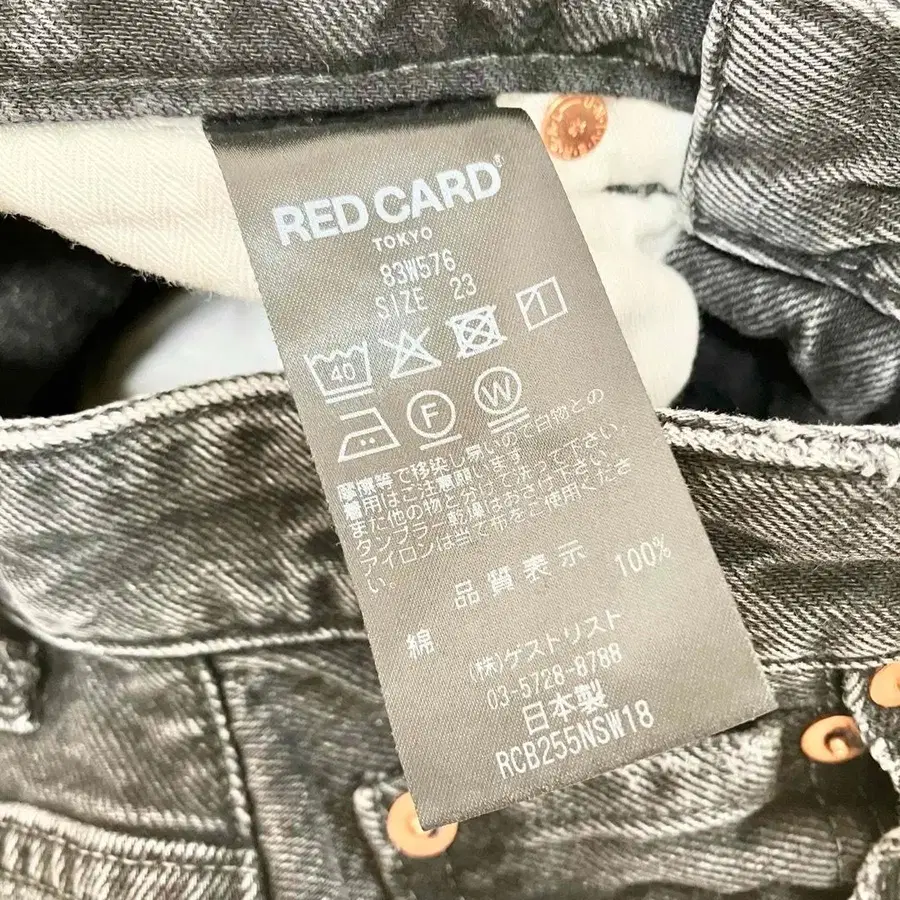 RED CARD®
TOKYO
83W576
SIZE 23
40
F W
摩擦等で移染し易いので白物との
着用はご注意願います
また他の物と分けて洗って下さい
タンブラー乾燥はおさけ下さい。
アイロンは当て布をご使用くださ
い。
品質表示
綿 100%
(株)ゲストリスト
03-5728-8788
日本製
RCB255NSW18